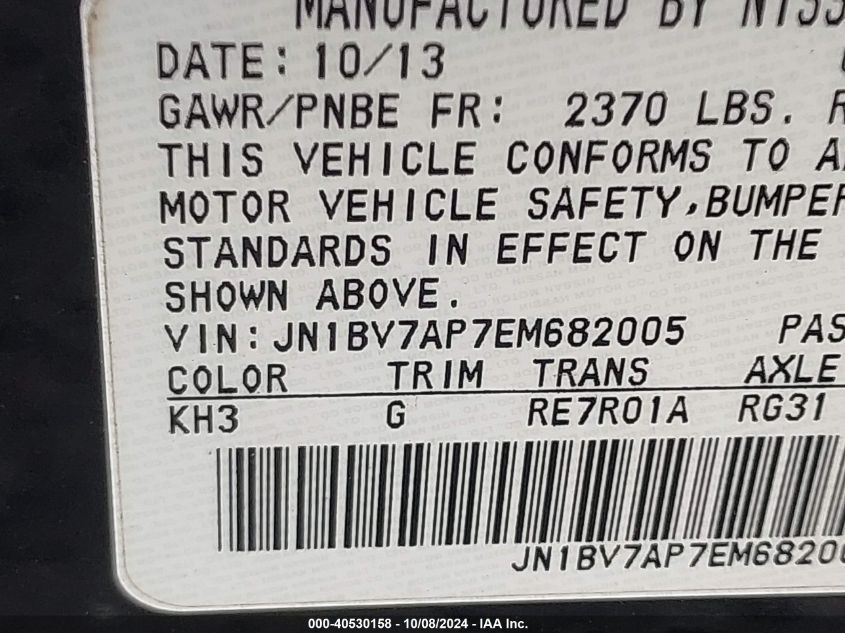 MANUFACTURED BY NISS
DATE: 10/13
GAWR/PNBE FR: 2370 LBS. R
THIS VEHICLE CONFORMS TO A
MOTOR VEHICLE SAFETY,BUMPER
STANDARDS IN EFFECT ON THE
SHOWN ABOVE.
VIN:JN1BV7AP7EM682005 PAS
COLOR TRIM TRANS AXLE
KH3 G RE7R01A RG31
JN1BV7AP7EM68200
000-40530158 - 10/08/2024 - IAA Inc.